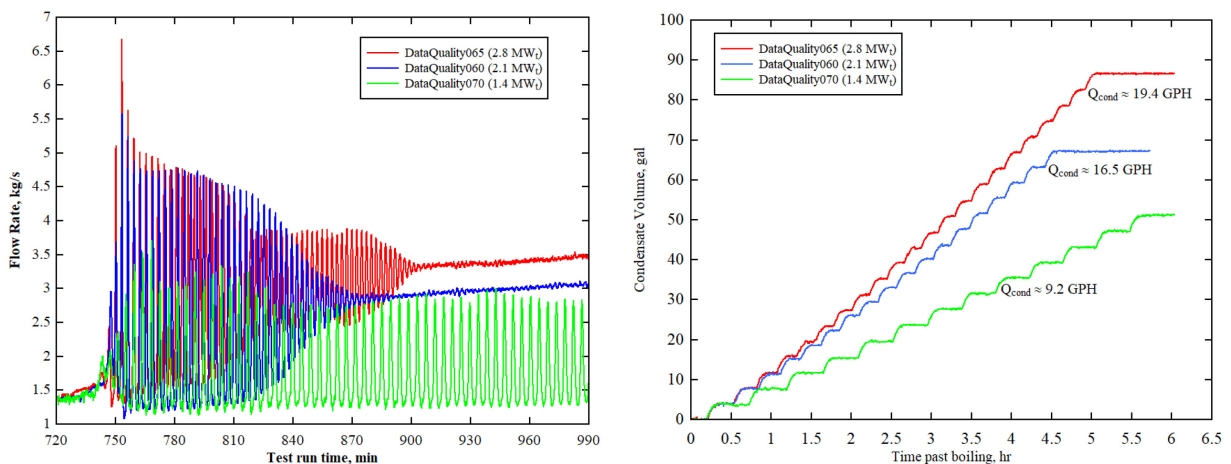 7
6.5
6
5.5
5
4.5
4
3.5
3
2.5
2
1.5
1
Flow Rate, kg/s
DataQuality065 (2.8 MWt)
DataQuality060 (2.1 MWt)
DataQuality070 (1.4 MWt)
720 750 780 810 840 870 900 930 960 990
Test run time, min
100
90
80
70
60
50
40
30
20
10
0
Condensate Volume, gal
DataQuality065 (2.8 MWt)
DataQuality060 (2.1 MWt)
DataQuality070 (1.4 MWt)
Qcond ≈ 19.4 GPH
Qcond ≈ 16.5 GPH
Qcond ≈ 9.2 GPH
0 0.5 1 1.5 2 2.5 3 3.5 4 4.5 5 5.5 6 6.5
Time past boiling, hr